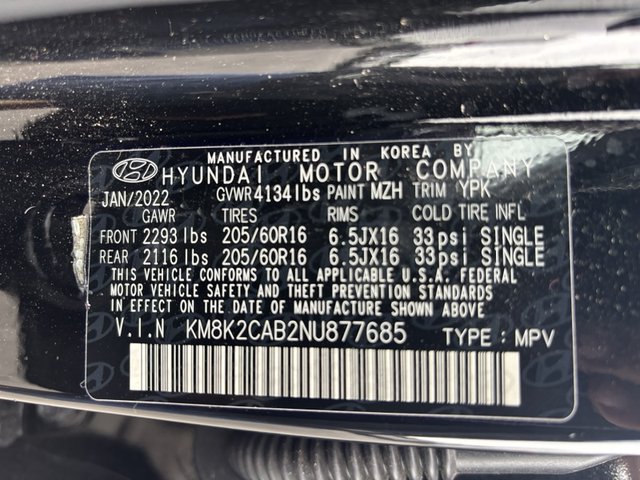 MANUFACTURED IN KOREA BY
HYUNDAI MOTOR COMPANY
JAN/2022 GVWR 4134lbs PAINT MZH TRIM YPK
GAWR TIRES RIMS COLD TIRE INFL
FRONT 2293 lbs 205/60R16 6.5JX16 33psi SINGLE
REAR 2116 lbs 205/60R16 6.5JX16 33psi SINGLE
THIS VEHICLE CONFORMS TO ALL APPLICABLE U.S.A. FEDERAL
MOTOR VEHICLE SAFETY AND THEFT PREVENTION STANDARDS
IN EFFECT ON THE DATE OF MANUFACTURE SHOWN ABOVE
V.I.N KM8K2CAB2NU877685 TYPE : MPV